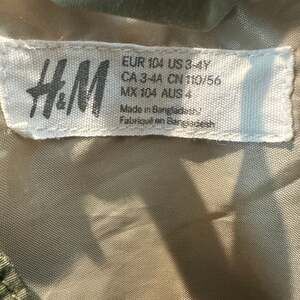 H&M
EUR 104 US 3-4Y
CA 3-4A CN 110/56
MX 104 AUS 4
Made in Bangladesh/
Fabriqué en Bangladesh